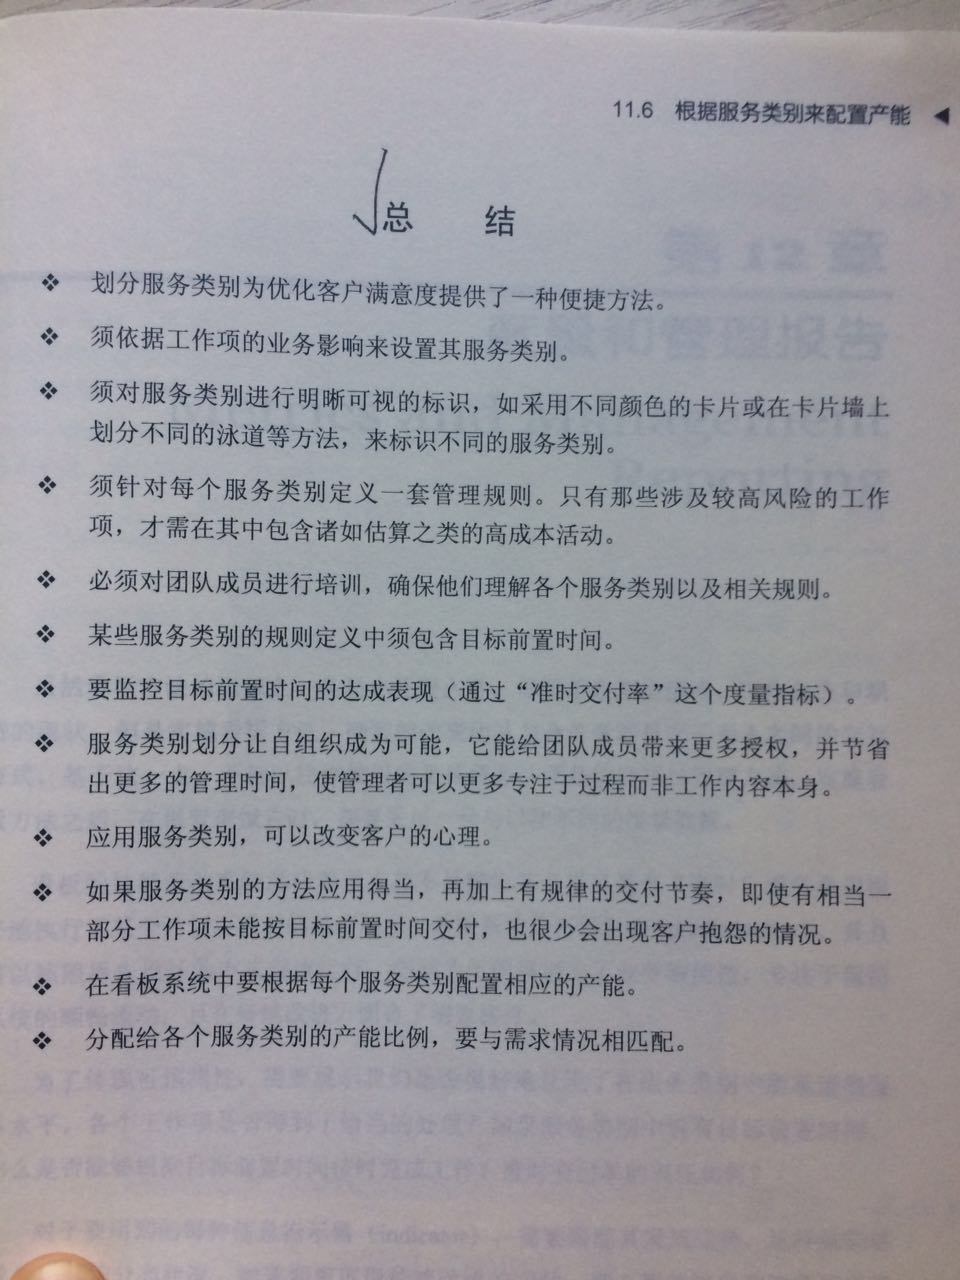 11.6 根据服务类别来配置产能 ◀
总 结
❖ 划分服务类别为优化客户满意度提供了一种便捷方法。
❖ 须依据工作项的业务影响来设置其服务类别。
❖ 须对服务类别进行明晰可视的标识，如采用不同颜色的卡片或在卡片墙上
划分不同的泳道等方法，来标识不同的服务类别。
❖ 须针对每个服务类别定义一套管理规则。只有那些涉及较高风险的工作
项，才需在其中包含诸如估算之类的高成本活动。
❖ 必须对团队成员进行培训，确保他们理解各个服务类别以及相关规则。
❖ 某些服务类别的规则定义中须包含目标前置时间。
❖ 要监控目标前置时间的达成表现（通过“准时交付率”这个度量指标）。
❖ 服务类别划分让自组织成为可能，它能给团队成员带来更多授权，并节省
出更多的管理时间，使管理者可以更多专注于过程而非工作内容本身。
❖ 应用服务类别，可以改变客户的心理。
❖ 如果服务类别的方法应用得当，再加上有规律的交付节奏，即使有相当一
部分工作项未能按目标前置时间交付，也很少会出现客户抱怨的情况。
❖ 在看板系统中要根据每个服务类别配置相应的产能。
❖ 分配给各个服务类别的产能比例，要与需求情况相匹配。